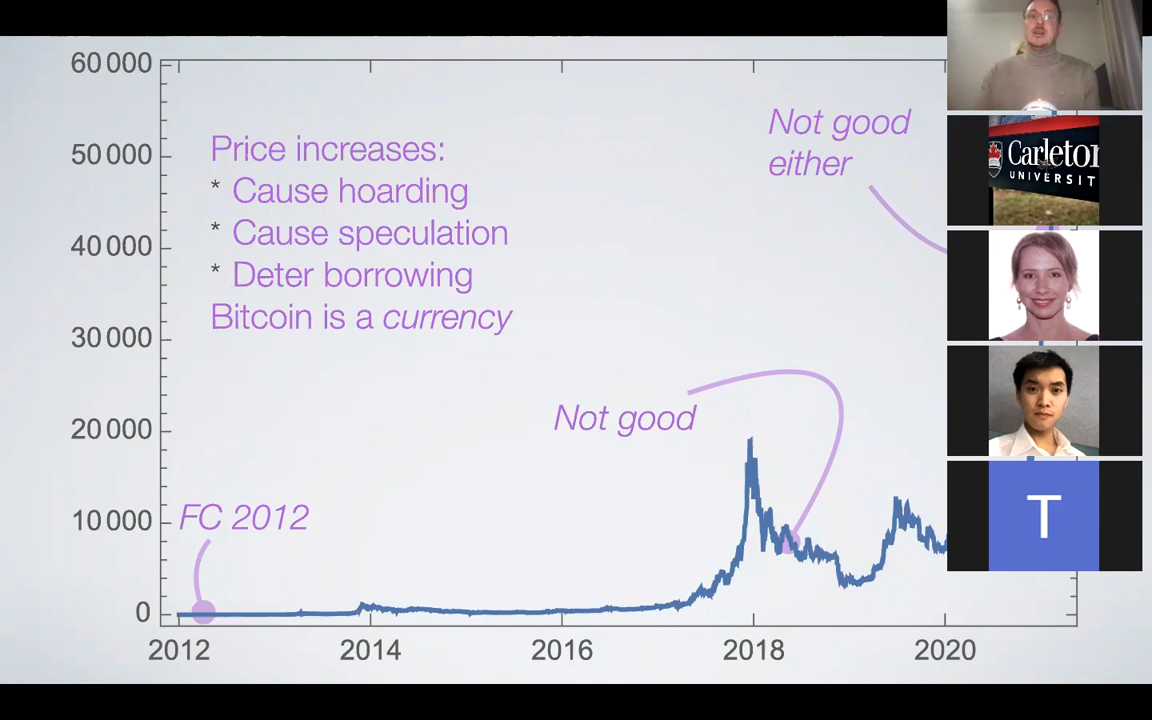 60 000
50 000
40 000
30 000
20 000
10 000
0
Price increases:
* Cause hoarding
* Cause speculation
* Deter borrowing
Bitcoin is a currency
Not good
either
Not good
FC 2012
2012
2014
2016
2018
2020
Carleton
UNIVERSIT
T